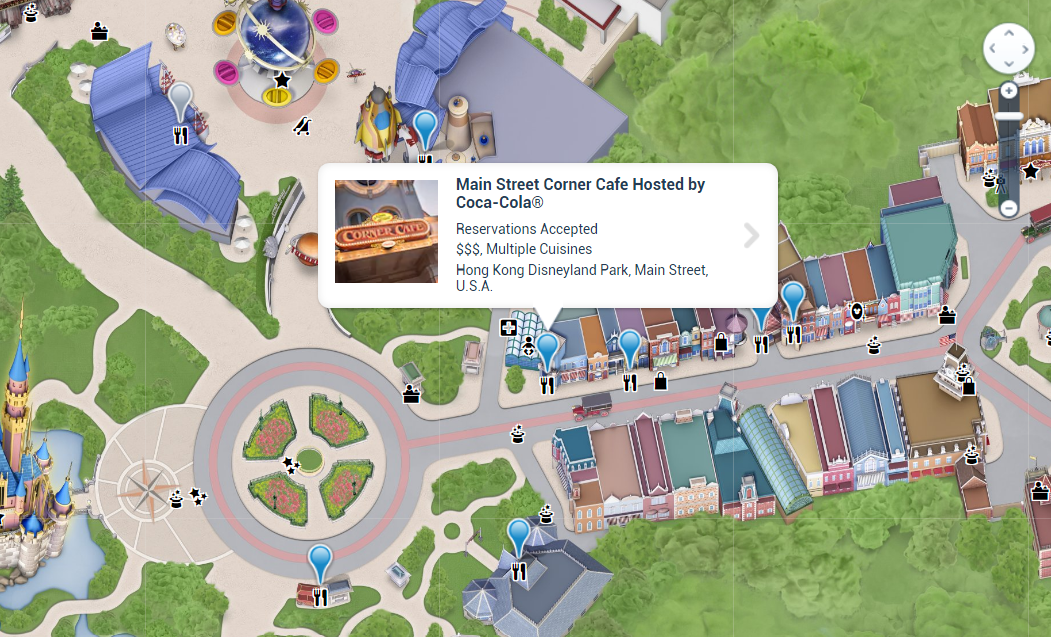 Main Street Corner Cafe Hosted by
Coca-Cola®
CORNER CAFE
Reservations Accepted
$$$, Multiple Cuisines
Hong Kong Disneyland Park, Main Street,
U.S.A.